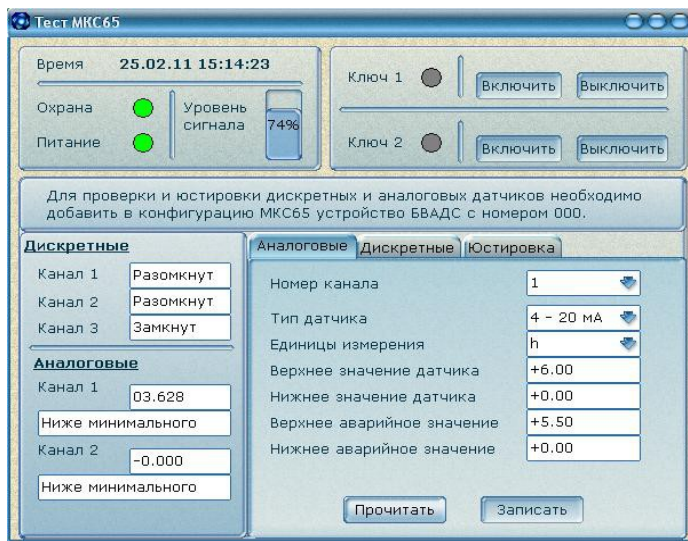 Тест МКС65
Время 25.02.11 15:14:23
Охрана
Питание
Уровень
сигнала
74%
Ключ 1 Включить Выключить
Ключ 2 Включить Выключить
Для проверки и юстировки дискретных и аналоговых датчиков необходимо
добавить в конфигурацию МКС65 устройство БВАДС с номером 000.
Дискретные
Канал 1 Разомкнут
Канал 2 Разомкнут
Канал 3 Замкнут
Аналоговые
Канал 1 03.628
Ниже минимального
Канал 2 -0.000
Ниже минимального
Аналоговые Дискретные Юстировка
Номер канала 1
Тип датчика 4 - 20 мА
Единицы измерения h
Верхнее значение датчика +6.00
Нижнее значение датчика +0.00
Верхнее аварийное значение +5.50
Нижнее аварийное значение +0.00
Прочитать Записать